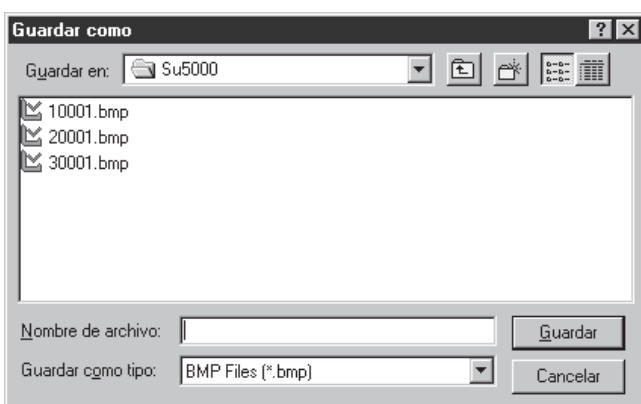 Guardar como
Guardar en: Su5000
10001.bmp
20001.bmp
30001.bmp
Nombre de archivo: Guardar
Guardar como tipo: BMP Files (*.bmp) Cancelar